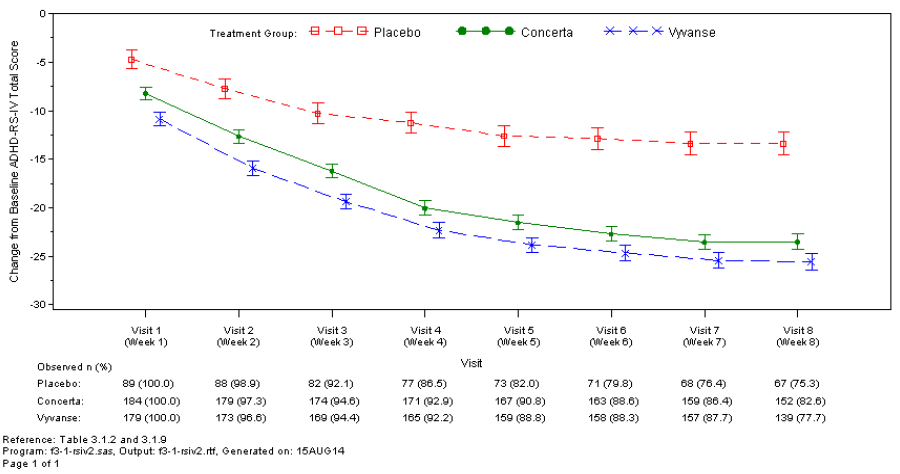 Treatment Group: Placebo Concerta Vyvanse
Change from Baseline ADHD-RS-IV Total Score
0
-5
-10
-15
-20
-25
-30
Visit 1 Visit 2 Visit 3 Visit 4 Visit 5 Visit 6 Visit 7 Visit 8
(Week 1) (Week 2) (Week 3) (Week 4) (Week 5) (Week 6) (Week 7) (Week 8)
Visit
Observed n (%)
Placebo: 89 (100.0) 88 (98.9) 82 (92.1) 77 (86.5) 73 (82.0) 71 (79.8) 68 (76.4) 67 (75.3)
Concerta: 184 (100.0) 179 (97.3) 174 (94.6) 171 (92.9) 167 (90.8) 163 (88.6) 159 (86.4) 152 (82.6)
Vyvanse: 179 (100.0) 173 (96.6) 169 (94.4) 165 (92.2) 159 (88.8) 158 (88.3) 157 (87.7) 139 (77.7)
Reference: Table 3.1.2 and 3.1.9
Program: f3-1-rsiv2.sas, Output: f3-1-rsiv2.rtf, Generated on: 15AUG14
Page 1 of 1